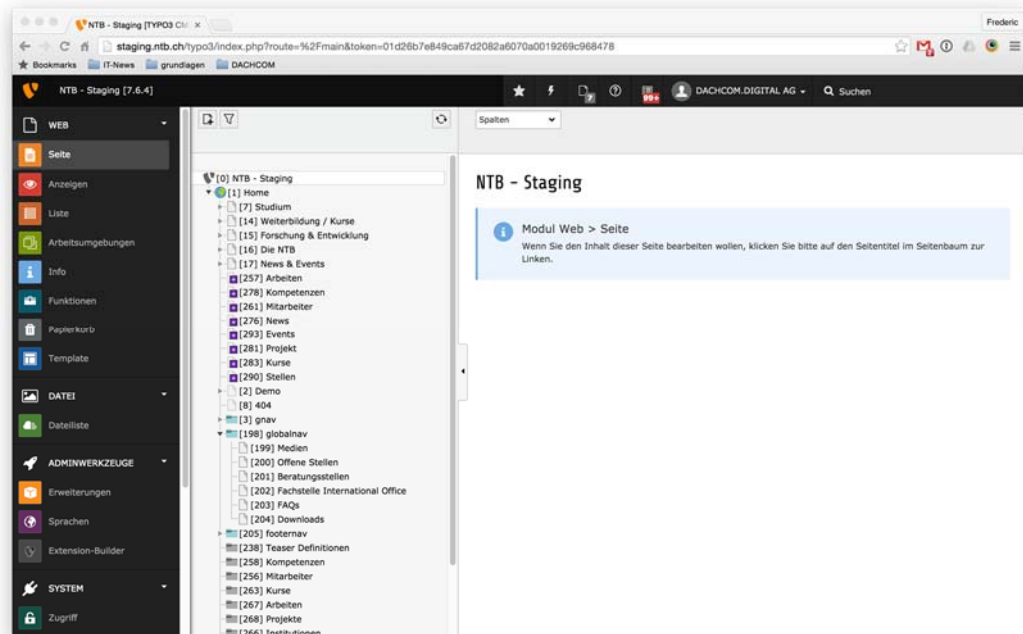 NTB - Staging [TYPO3 CM
Frederic
staging.ntb.ch/typo3/index.php?route=%2Fmain&token=01d26b7e849ca67d2082a6070a0019269c968478
Bookmarks IT-News grundlagen DACHCOM
NTB - Staging [7.6.4]
7
99+
DACHCOM.DIGITAL AG
Suchen
WEB
Seite
Anzeigen
Liste
Arbeitsumgebungen
Info
Funktionen
Papierkorb
Template
DATEI
Dateiliste
ADMINWERKZEUGE
Erweiterungen
Sprachen
Extension-Builder
SYSTEM
Zugriff
[0] NTB - Staging
[1] Home
[7] Studium
[14] Weiterbildung / Kurse
[15] Forschung & Entwicklung
[16] Die NTB
[17] News & Events
[257] Arbeiten
[278] Kompetenzen
[261] Mitarbeiter
[276] News
[293] Events
[281] Projekt
[283] Kurse
[290] Stellen
[2] Demo
[8] 404
[3] gnav
[198] globalnav
[199] Medien
[200] Offene Stellen
[201] Beratungsstellen
[202] Fachstelle International Office
[203] FAQs
[204] Downloads
[205] footernav
[238] Teaser Definitionen
[258] Kompetenzen
[256] Mitarbeiter
[263] Kurse
[267] Arbeiten
[268] Projekte
[266] Institutionen
Spalten
NTB - Staging
Modul Web > Seite
Wenn Sie den Inhalt dieser Seite bearbeiten wollen, klicken Sie bitte auf den Seitentitel im Seitenbaum zur
Linken.